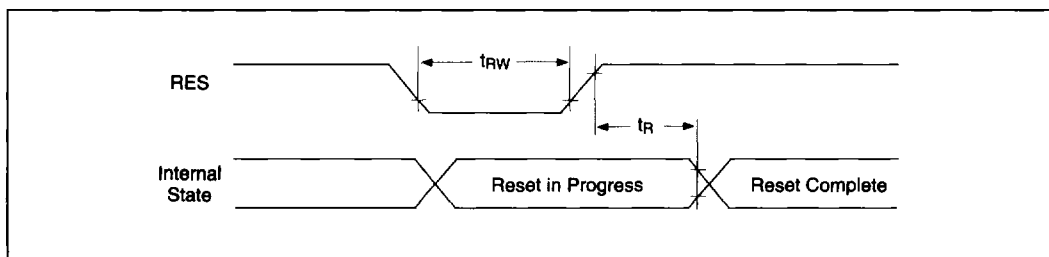 tRW
RES
tR
Internal
State
Reset in Progress
Reset Complete